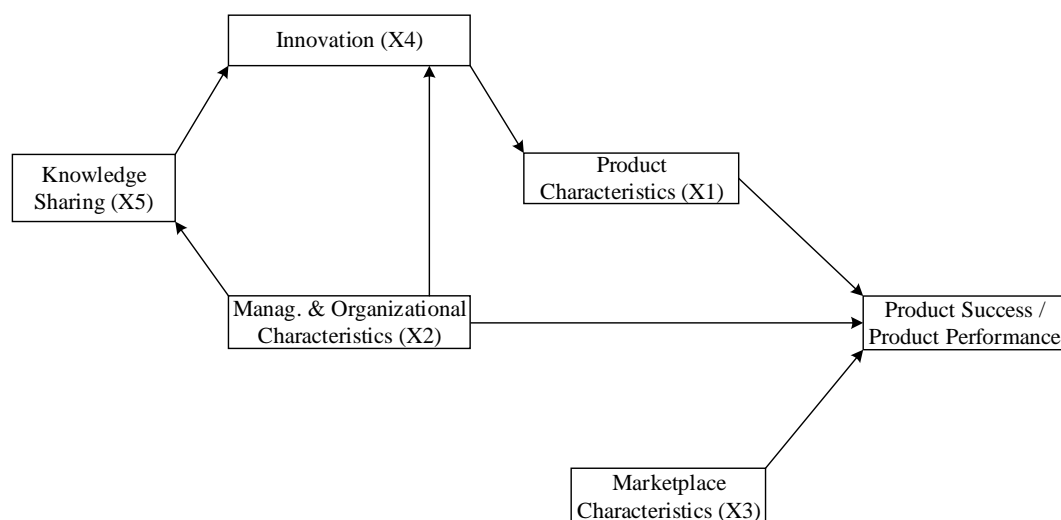 Innovation (X4)
Knowledge
Sharing (X5)
Product
Characteristics (X1)
Manag. & Organizational
Characteristics (X2)
Product Success /
Product Performance
Marketplace
Characteristics (X3)